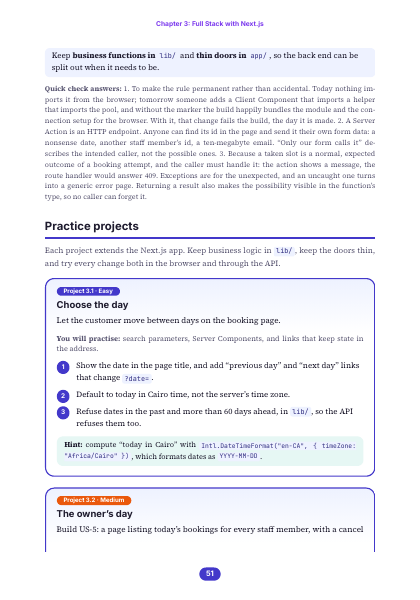 Chapter 3: Full Stack with Next.js
Keep business functions in lib/ and thin doors in app/, so the back end can be
split out when it needs to be.
Quick check answers: 1. To make the rule permanent rather than accidental. Today nothing im-
ports it from the browser; tomorrow someone adds a Client Component that imports a helper
that imports the pool, and without the marker the build happily bundles the module and the con-
nection setup for the browser. With it, that change fails the build, the day it is made. 2. A Server
Action is an HTTP endpoint. Anyone can find its id in the page and send it their own form data: a
nonsense date, another staff member's id, a ten-megabyte email. “Only our form calls it” de-
scribes the intended caller, not the possible ones. 3. Because a taken slot is a normal, expected
outcome of a booking attempt, and the caller must handle it: the action shows a message, the
route handler would answer 409. Exceptions are for the unexpected, and an uncaught one turns
into a generic error page. Returning a result also makes the possibility visible in the function's
type, so no caller can forget it.
Practice projects
Each project extends the Next.js app. Keep business logic in lib/, keep the doors thin,
and try every change both in the browser and through the API.
Project 3.1 · Easy
Choose the day
Let the customer move between days on the booking page.
You will practise: search parameters, Server Components, and links that keep state in
the address.
1 Show the date in the page title, and add “previous day” and “next day” links
that change ?date=.
2 Default to today in Cairo time, not the server's time zone.
3 Refuse dates in the past and more than 60 days ahead, in lib/, so the API
refuses them too.
Hint: compute “today in Cairo” with Intl.DateTimeFormat("en-CA", { timeZone:
"Africa/Cairo" }), which formats dates as YYYY-MM-DD.
Project 3.2 · Medium
The owner's day
Build US-5: a page listing today's bookings for every staff member, with a cancel
51